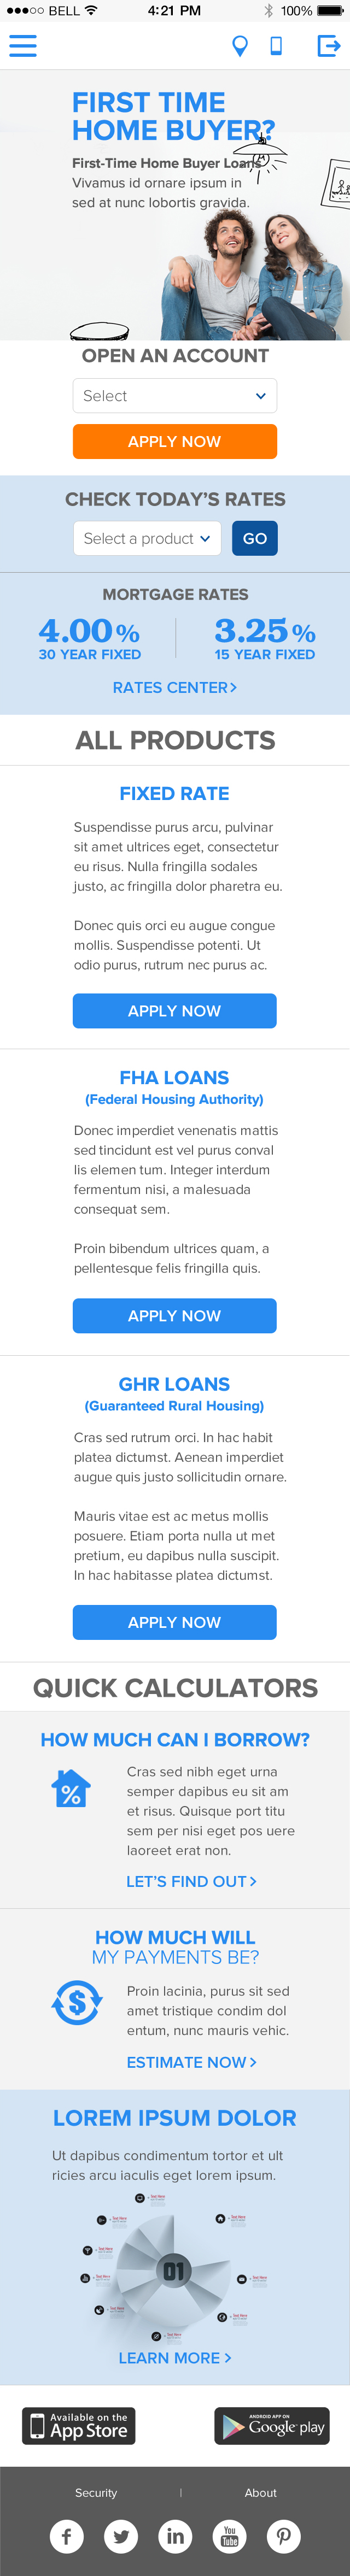 BELL
4:21 PM
100%
FIRST TIME
HOME BUYER?
First-Time Home Buyer Loans
Vivamus id ornare ipsum in
sed at nunc lobortis gravida.
OPEN AN ACCOUNT
Select
APPLY NOW
CHECK TODAY'S RATES
Select a product
GO
MORTGAGE RATES
4.00%
3.25%
30 YEAR FIXED
15 YEAR FIXED
RATES CENTER>
ALL PRODUCTS
FIXED RATE
Suspendisse purus arcu, pulvinar
sit amet ultrices eget, consectetur
eu risus. Nulla fringilla sodales
justo, ac fringilla dolor pharetra eu.
Donec quis orci eu augue congue
mollis. Suspendisse potenti. Ut
odio purus, rutrum nec purus ac.
APPLY NOW
FHA LOANS
(Federal Housing Authority)
Donec imperdiet venenatis mattis
sed tincidunt est vel purus conval
lis elemen tum. Integer interdum
fermentum nisi, a malesuada
consequat sem.
Proin bibendum ultrices quam, a
pellentesque felis fringilla quis.
APPLY NOW
GHR LOANS
(Guaranteed Rural Housing)
Cras sed rutrum orci. In hac habit
platea dictumst. Aenean imperdiet
augue quis justo sollicitudin ornare.
Mauris vitae est ac metus mollis
posuere. Etiam porta nulla ut met
pretium, eu dapibus nulla suscipit.
In hac habitasse platea dictumst.
APPLY NOW
QUICK CALCULATORS
HOW MUCH CAN I BORROW?
%
Cras sed nibh eget urna
semper dapibus eu sit am
et risus. Quisque port titu
sem per nisi eget pos uere
laoreet erat non.
LET'S FIND OUT>
HOW MUCH WILL
MY PAYMENTS BE?
$
Proin lacinia, purus sit sed
amet tristique condim dol
entum, nunc mauris vehic.
ESTIMATE NOW>
LOREM IPSUM DOLOR
Ut dapibus condimentum tortor et ult
ricies arcu iaculis eget lorem ipsum.
01
LEARN MORE >
Available on the
App Store
ANDROID APP ON
Google play
Security | About
f
in
You
Tube